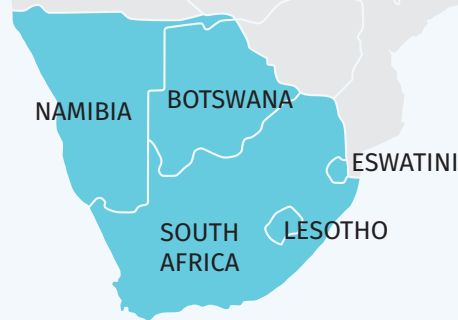 NAMIBIA
BOTSWANA
ESWATINI
SOUTH
AFRICA
LESOTHO